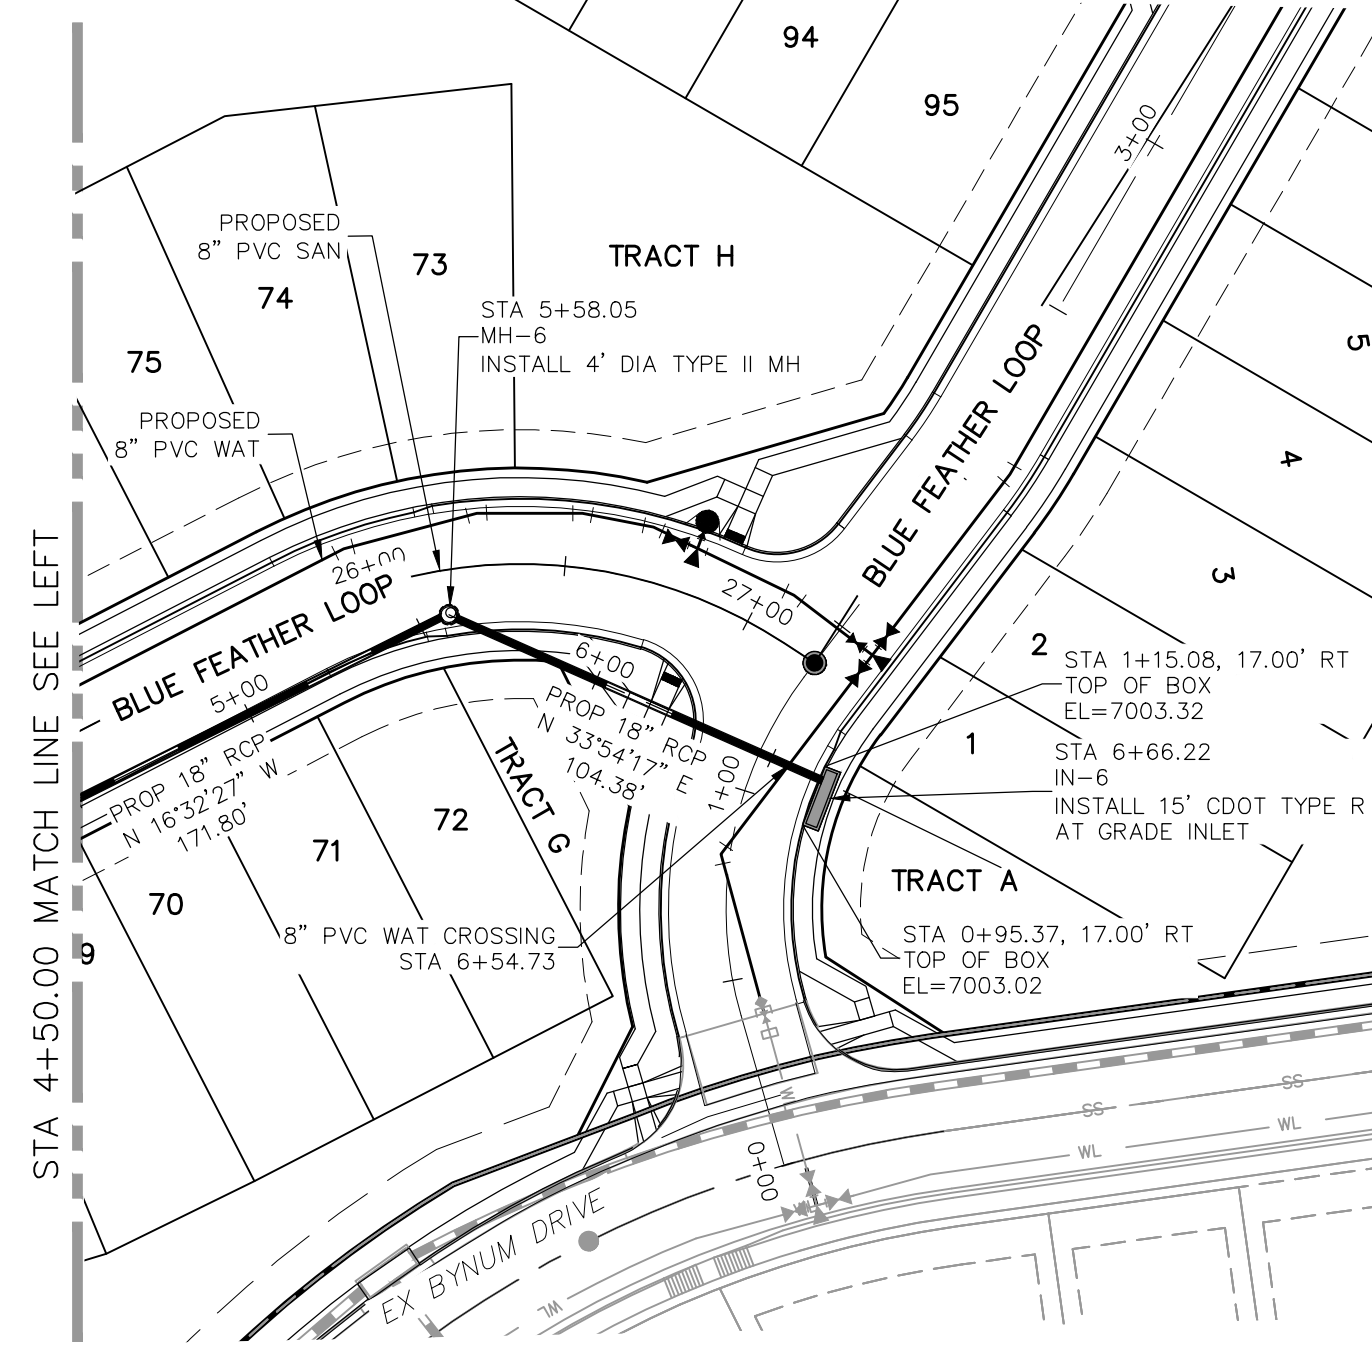 94
95
3+00
PROPOSED
8" PVC SAN
73
TRACT H
74
STA 5+58.05
MH-6
INSTALL 4' DIA TYPE II MH
75
5
PROPOSED
8" PVC WAT
4
BLUE FEATHER LOOP
26+00
27+00
3
BLUE FEATHER LOOP
5+00
6+00
2
STA 1+15.08, 17.00' RT
TOP OF BOX
EL=7003.32
1
STA 6+66.22
IN-6
INSTALL 15' CDOT TYPE R
AT GRADE INLET
PROP 18" RCP
N 33°54'17" E
104.38'
1+00
PROP 18" RCP
N 16°32'27" W
171.80'
TRACT G
72
71
70
9
TRACT A
8" PVC WAT CROSSING
STA 6+54.73
STA 0+95.37, 17.00' RT
TOP OF BOX
EL=7003.02
STA 4+50.00 MATCH LINE SEE LEFT
SS
SS
WL
WL
0+00
EX BYNUM DRIVE
WL